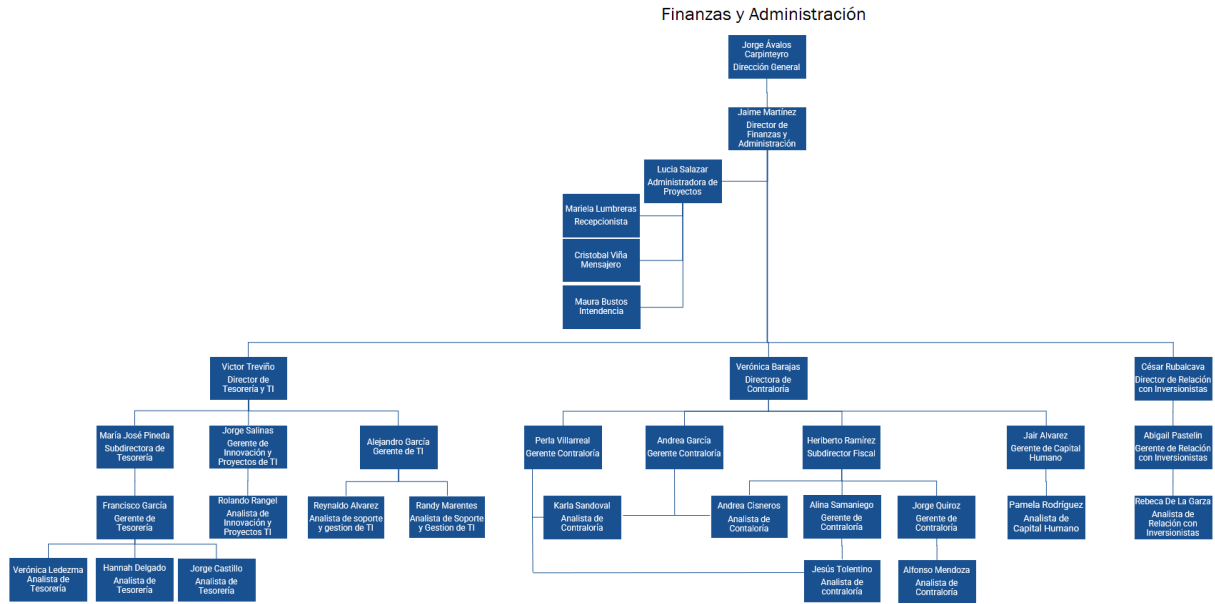 Finanzas y Administración
Jorge Ávalos
Carpinteyro
Dirección General
Jaime Martínez
Director de
Finanzas y
Administración
Lucia Salazar
Administradora de
Proyectos
Mariela Lumbreras
Recepcionista
Cristobal Viña
Mensajero
Maura Bustos
Intendencia
Victor Treviño
Director de
Tesorería y TI
Verónica Barajas
Directora de
Contraloría
César Rubalcava
Director de Relación
con Inversionistas
María José Pineda
Subdirectora de
Tesorería
Jorge Salinas
Gerente de
Innovación y
Proyectos de TI
Alejandro García
Gerente de TI
Perla Villarreal
Gerente Contraloría
Andrea García
Gerente Contraloría
Heriberto Ramírez
Subdirector Fiscal
Jair Alvarez
Gerente de Capital
Humano
Abigail Pastelin
Gerente de Relación
con Inversionistas
Francisco García
Gerente de
Tesorería
Rolando Rangel
Analista de
Innovación y
Proyectos TI
Reynaldo Alvarez
Analista de soporte
y gestion de TI
Randy Marentes
Analista de Soporte
y Gestion de TI
Karla Sandoval
Analista de
Contraloría
Andrea Cisneros
Analista de
Contaloría
Alina Samaniego
Gerente de
Contraloría
Jorge Quiroz
Gerente de
Contraloría
Pamela Rodríguez
Analista de
Capital Humano
Rebeca De La Garza
Analista de
Relación con
Inversionistas
Verónica Ledezma
Analista de
Tesorería
Hannah Delgado
Analista de
Tesorería
Jorge Castillo
Analista de
Tesorería
Jesús Tolentino
Analista de
contraloría
Alfonso Mendoza
Analista de
Contraloría